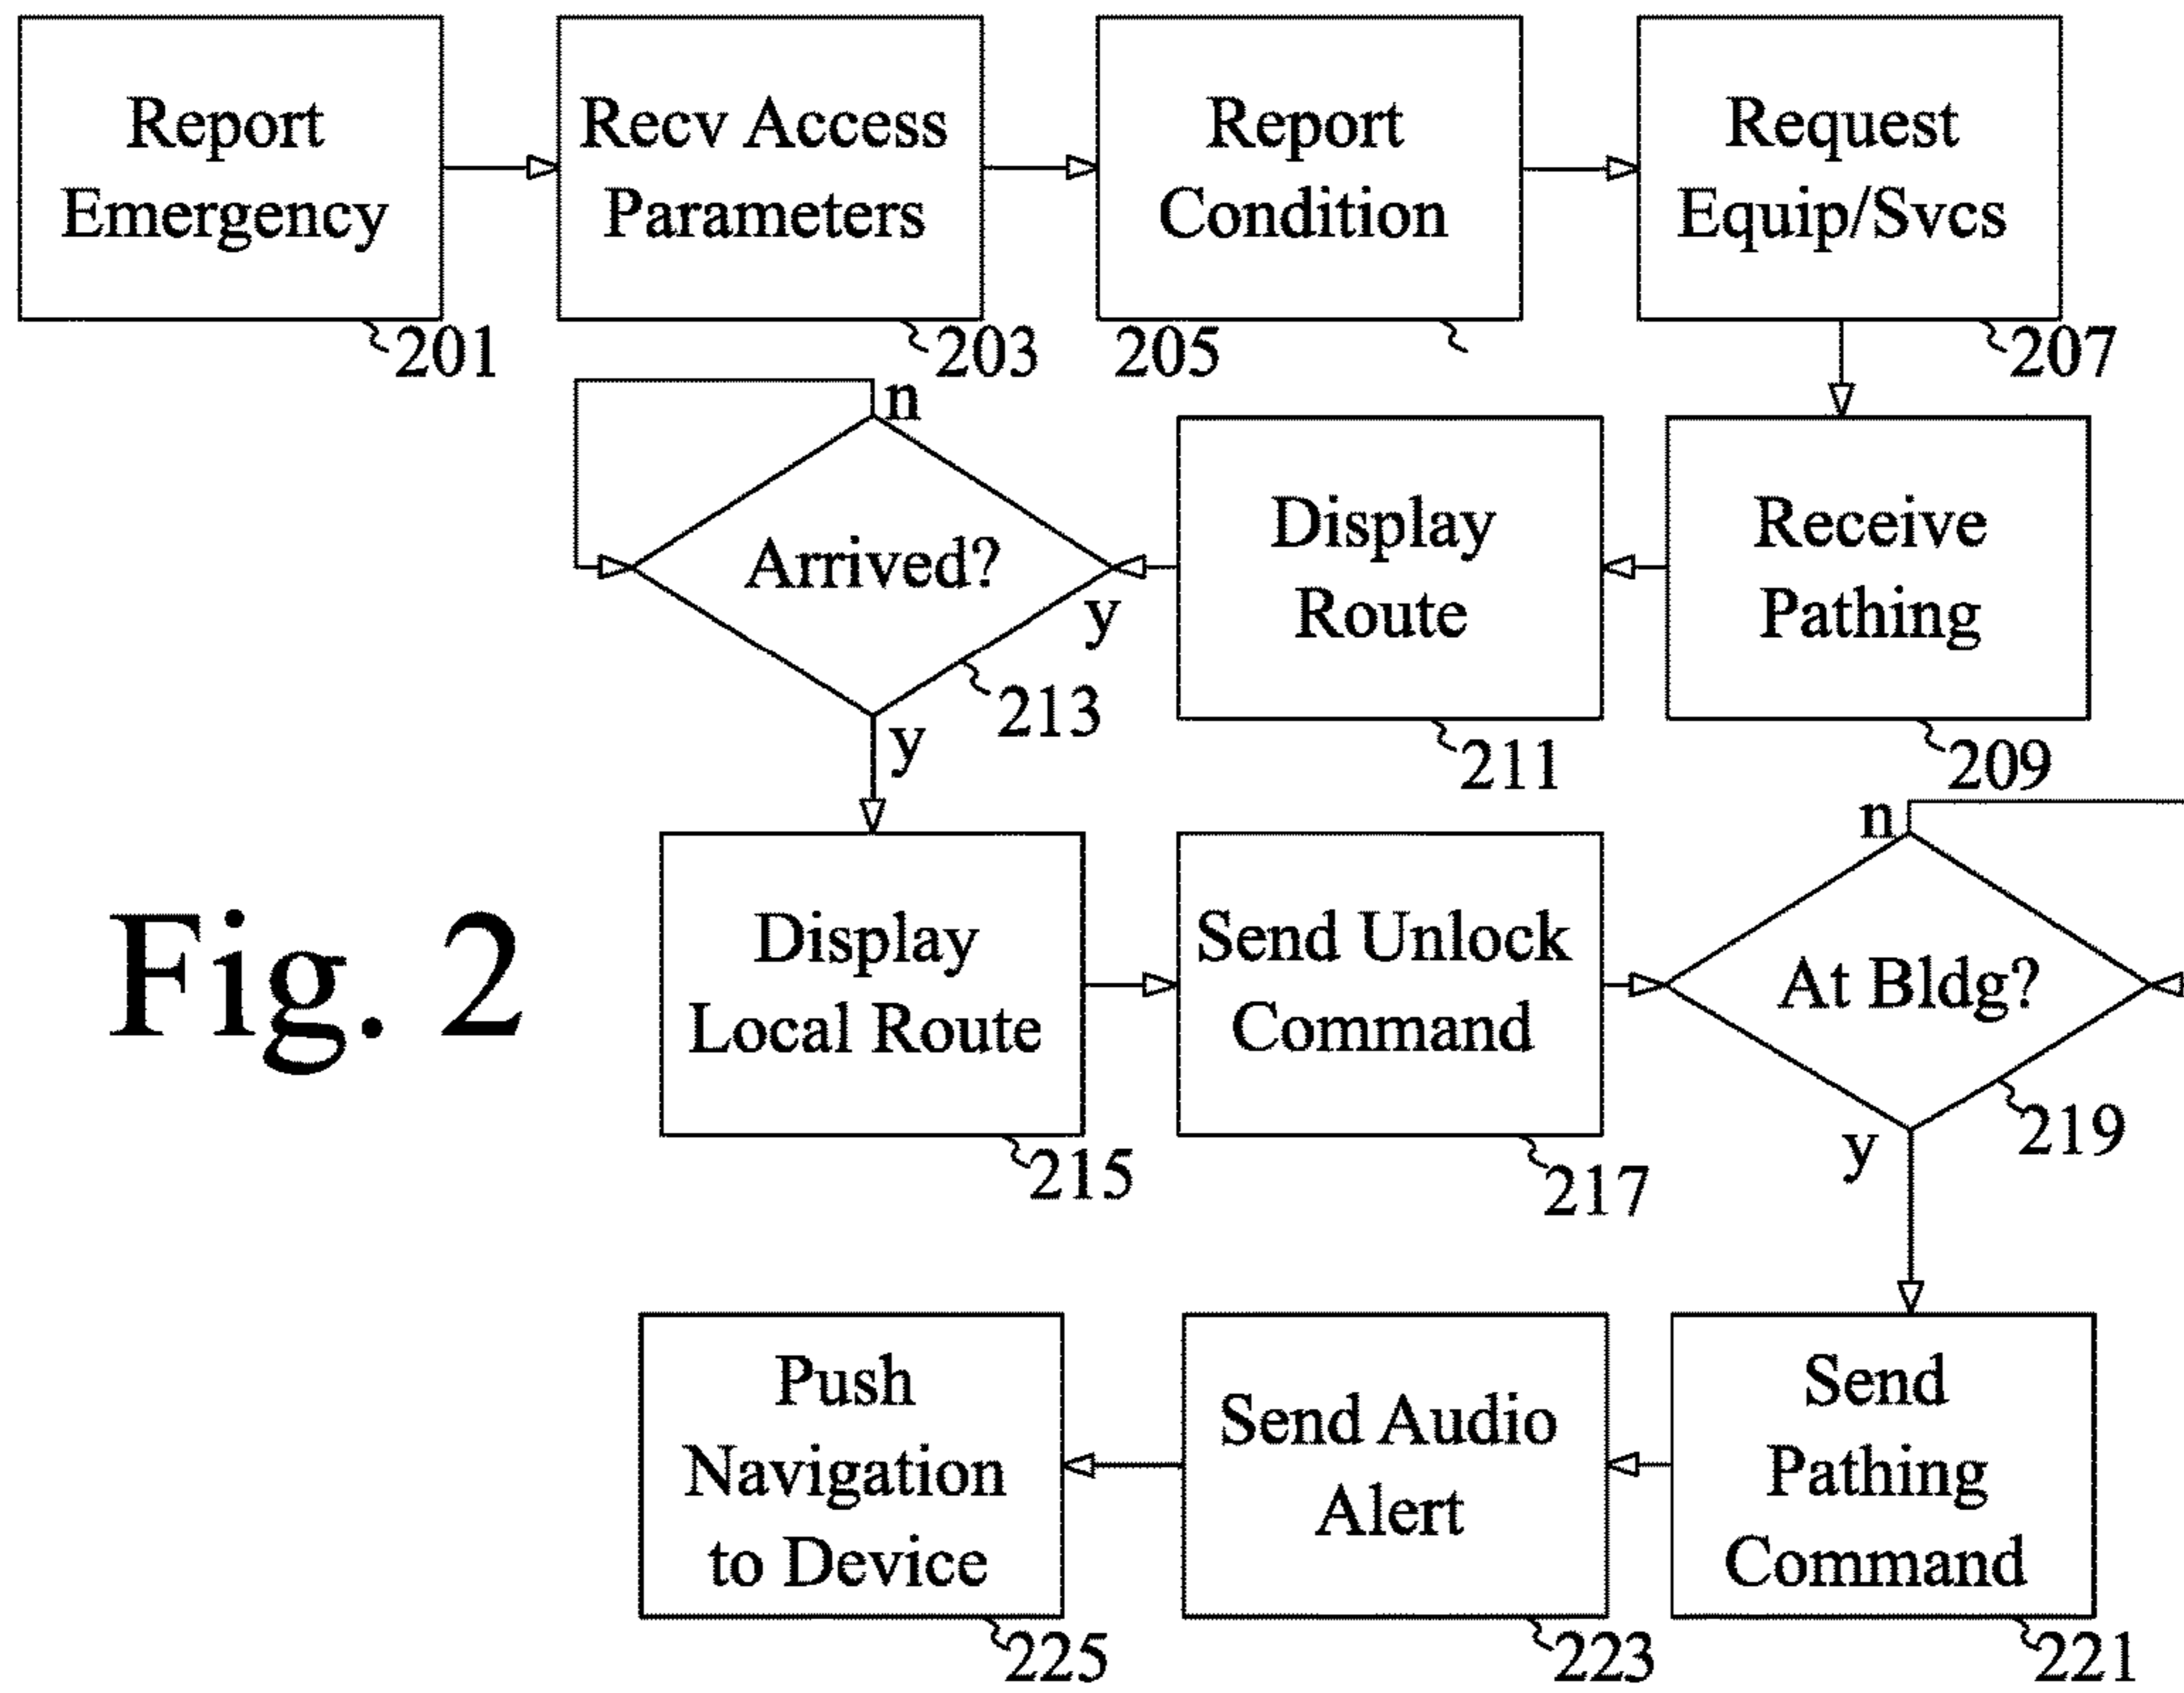 Report
Emergency
201
Recv Access
Parameters
203
Report
Condition
205
Request
Equip/Svcs
207
Receive
Pathing
209
Display
Route
211
n
Arrived?
y
213
y
Display
Local Route
215
Send Unlock
Command
217
n
At Bldg?
219
y
Send
Pathing
Command
221
Send Audio
Alert
223
Push
Navigation
to Device
225
Fig. 2